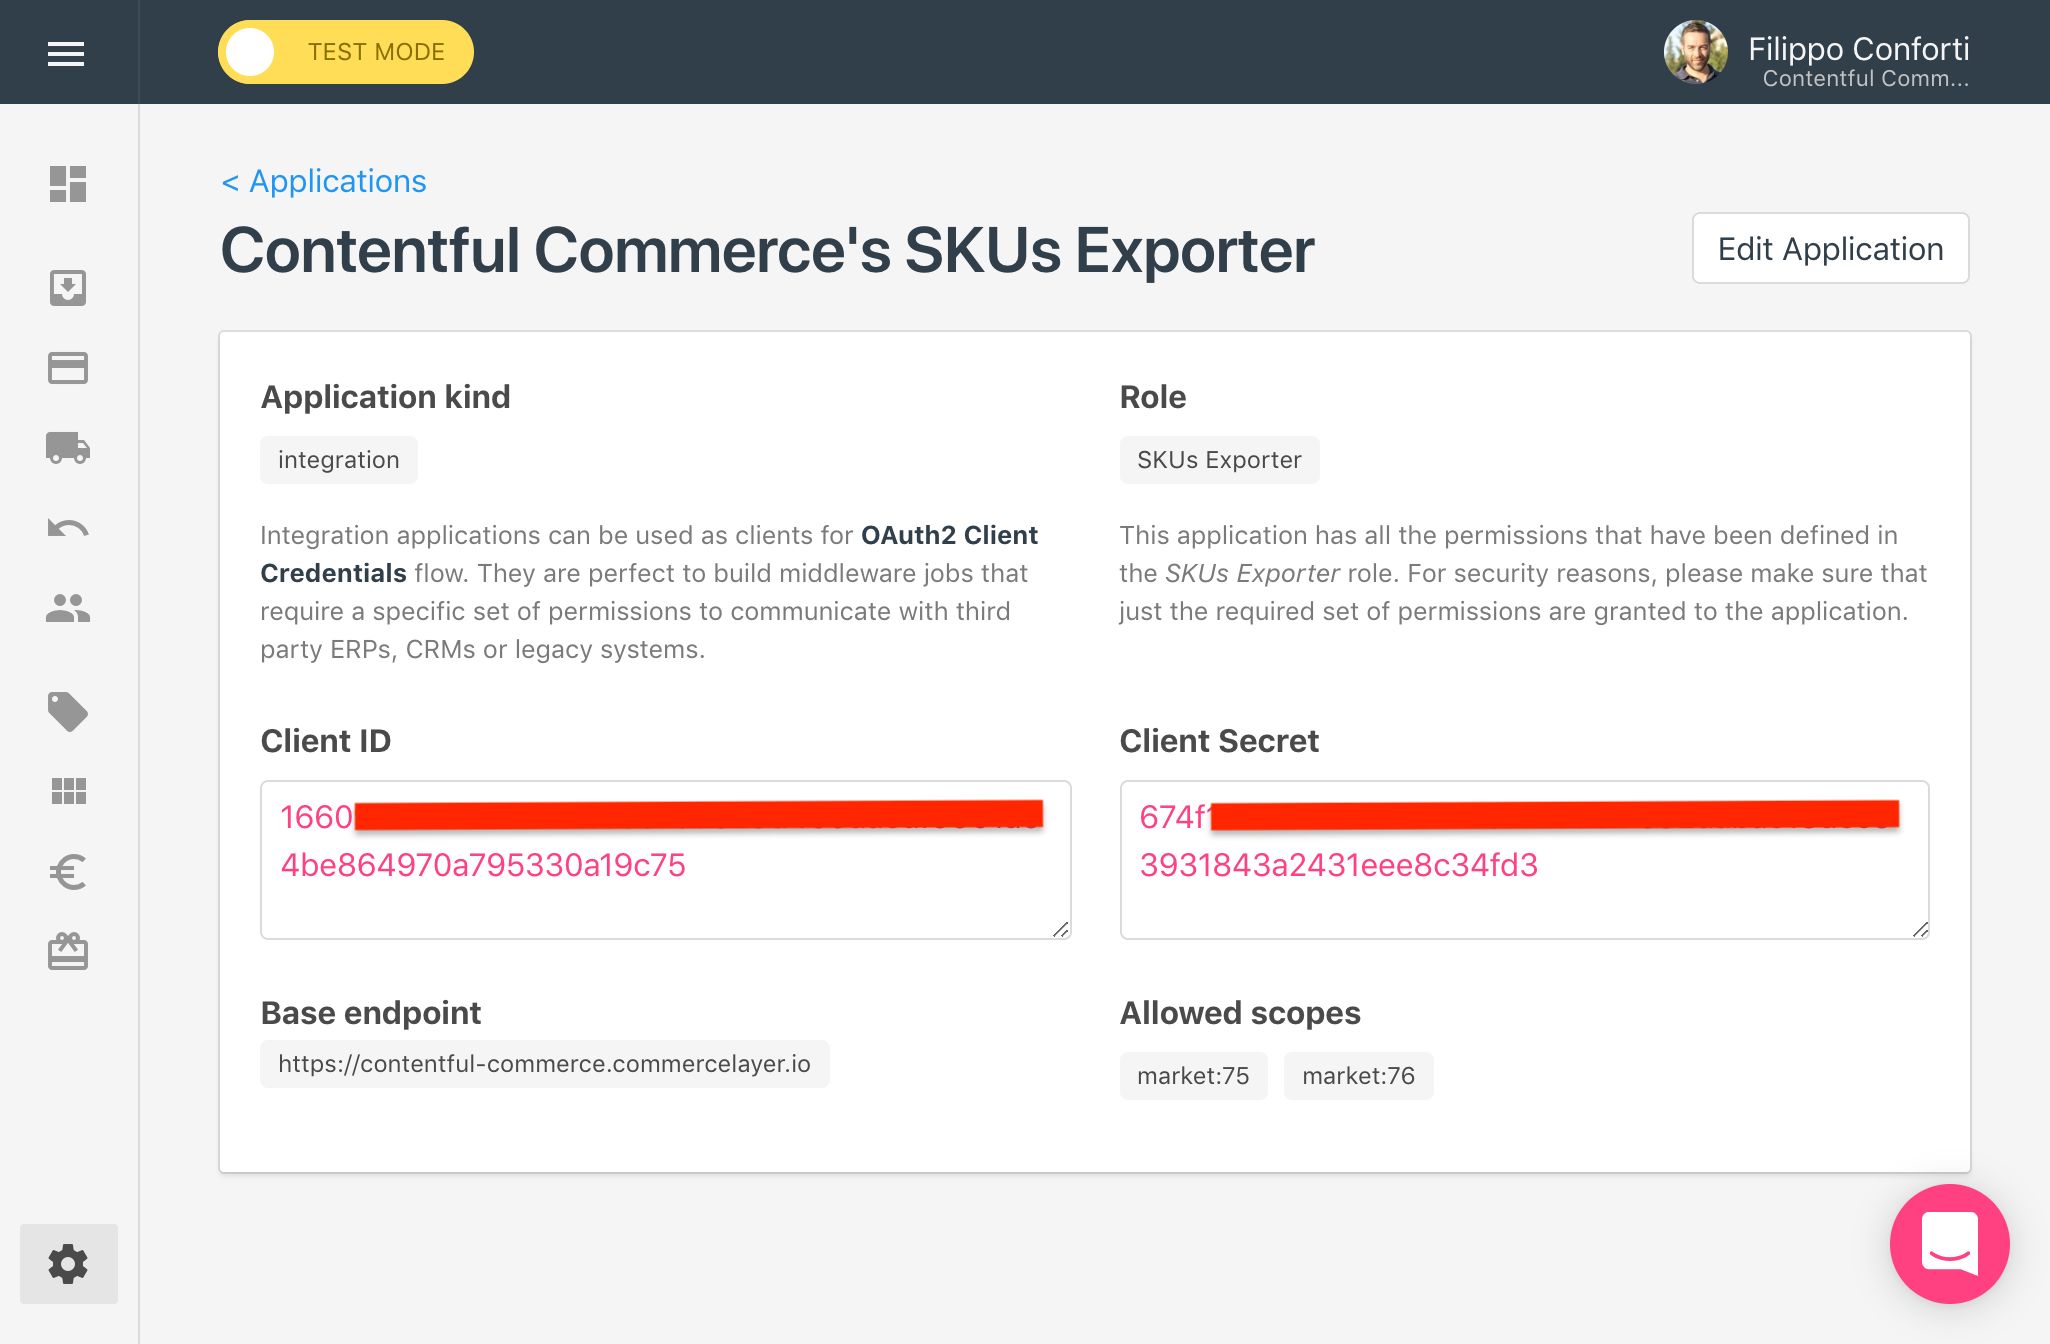 TEST MODE
Filippo Conforti
Contentful Comm...
< Applications
Contentful Commerce's SKUs Exporter
Edit Application
Application kind
integration
Integration applications can be used as clients for OAuth2 Client
Credentials flow. They are perfect to build middleware jobs that
require a specific set of permissions to communicate with third
party ERPs, CRMs or legacy systems.
Role
SKUs Exporter
This application has all the permissions that have been defined in
the SKUs Exporter role. For security reasons, please make sure that
just the required set of permissions are granted to the application.
Client ID
1660
4be864970a795330a19c75
Client Secret
674f
3931843a2431eee8c34fd3
Base endpoint
https://contentful-commerce.commercelayer.io
Allowed scopes
market:75 market:76